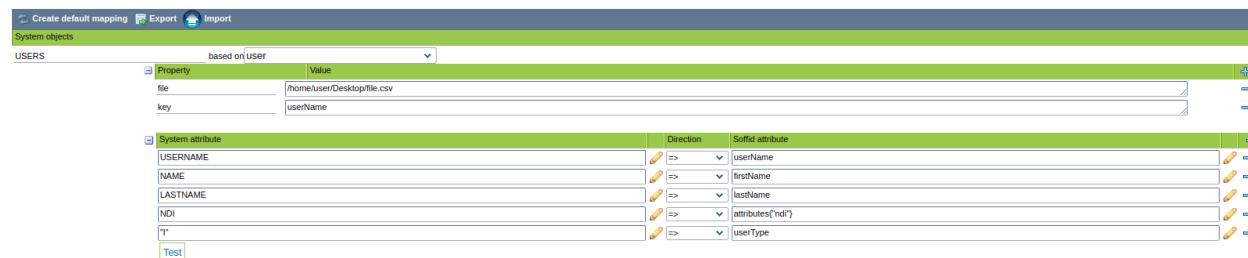 Create default mapping Export Import
System objects
USERS based on user
Property Value
file /home/user/Desktop/file.csv
key userName
System attribute Direction Soffid attribute
USERNAME => userName
NAME => firstName
LASTNAME => lastName
NDI => attributes{"ndi"}
"I" => userType
Test